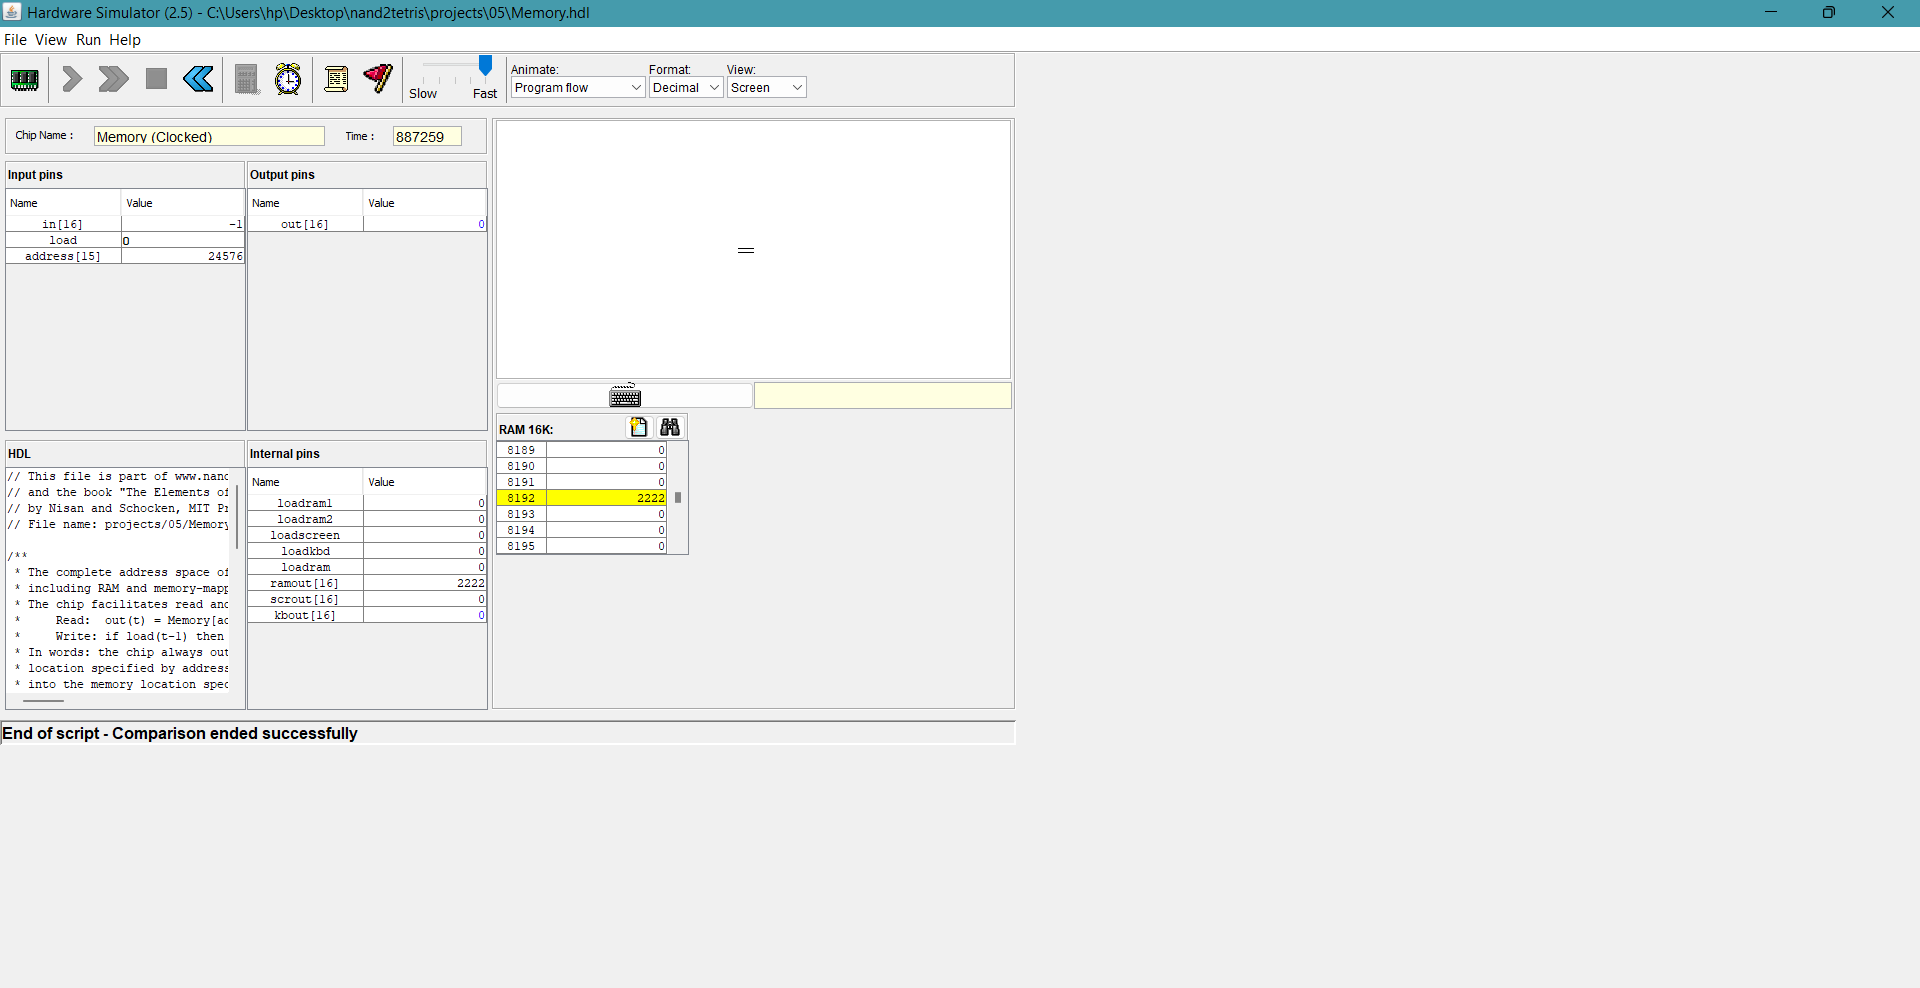 Hardware Simulator (2.5) - C:\Users\hp\Desktop\nand2tetris\projects\05\Memory.hdl
File View Run Help
Slow Fast
Animate: Format: View:
Program flow Decimal Screen
Chip Name : Memory (Clocked) Time : 887259
Input pins
Name Value
in[16] -1
load 0
address[15] 24576
Output pins
Name Value
out[16] 0
HDL
// This file is part of www.nanc
// and the book "The Elements of
// by Nisan and Schocken, MIT Pr
// File name: projects/05/Memory
/**
* The complete address space of
* including RAM and memory-mapp
* The chip facilitates read and
* Read: out(t) = Memory[ad
* Write: if load(t-1) then
* In words: the chip always out
* location specified by address
* into the memory location spec
Internal pins
Name Value
loadram1 0
loadram2 0
loadscreen 0
loadkbd 0
loadram 0
ramout[16] 2222
scrout[16] 0
kbout[16] 0
RAM 16K:
8189 0
8190 0
8191 0
8192 2222
8193 0
8194 0
8195 0
End of script - Comparison ended successfully